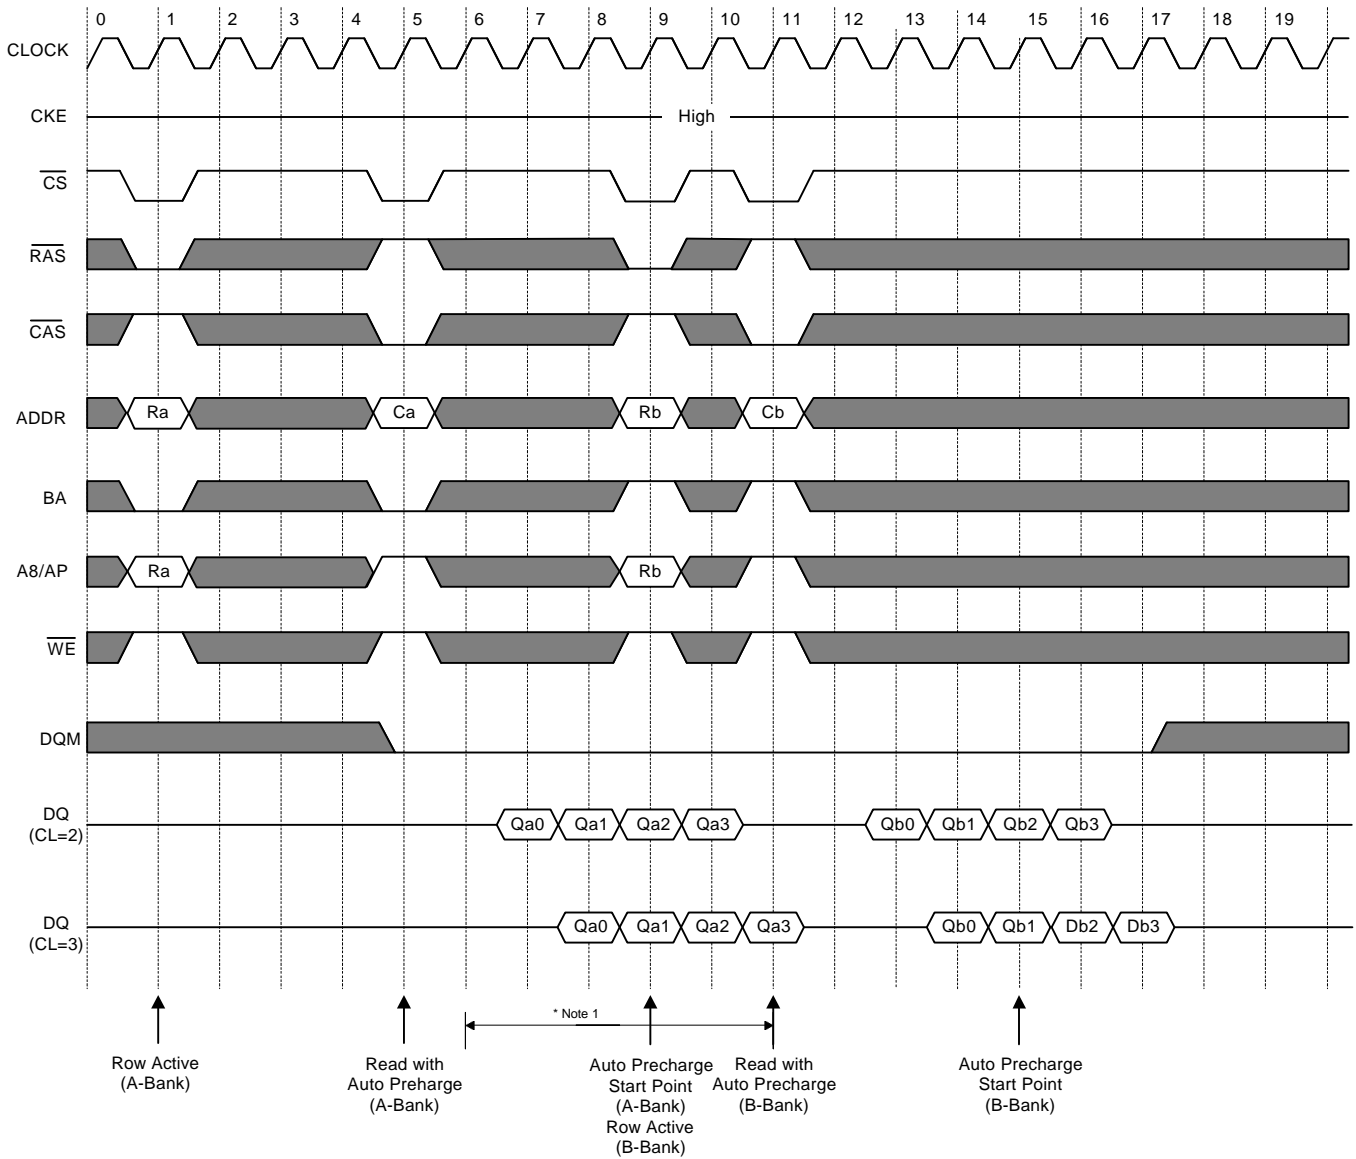 0 1 2 3 4 5 6 7 8 9 10 11 12 13 14 15 16 17 18 19
CLOCK
CKE High
CS
RAS
CAS
ADDR Ra Ca Rb Cb
BA
A8/AP Ra Rb
WE
DQM
DQ
(CL=2)
Qa0 Qa1 Qa2 Qa3 Qb0 Qb1 Qb2 Qb3
DQ
(CL=3)
Qa0 Qa1 Qa2 Qa3 Qb0 Qb1 Db2 Db3
* Note 1
Row Active
(A-Bank)
Read with
Auto Preharge
(A-Bank)
Auto Precharge
Start Point
(A-Bank)
Row Active
(B-Bank)
Read with
Auto Precharge
(B-Bank)
Auto Precharge
Start Point
(B-Bank)